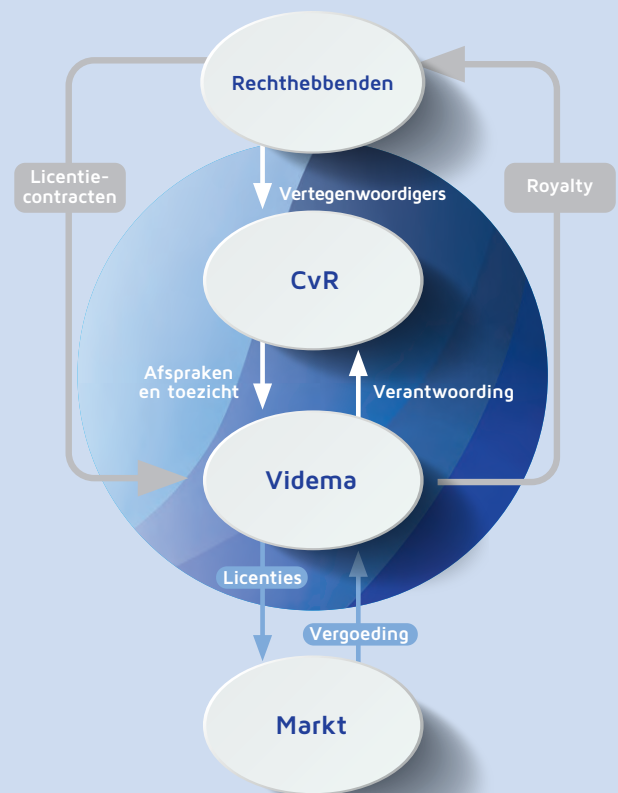 Rechthebbenden
Licentie-
contracten
Royalty
Vertegenwoordigers
CvR
Afspraken
en toezicht
Verantwoording
Videma
Licenties
Vergoeding
Markt